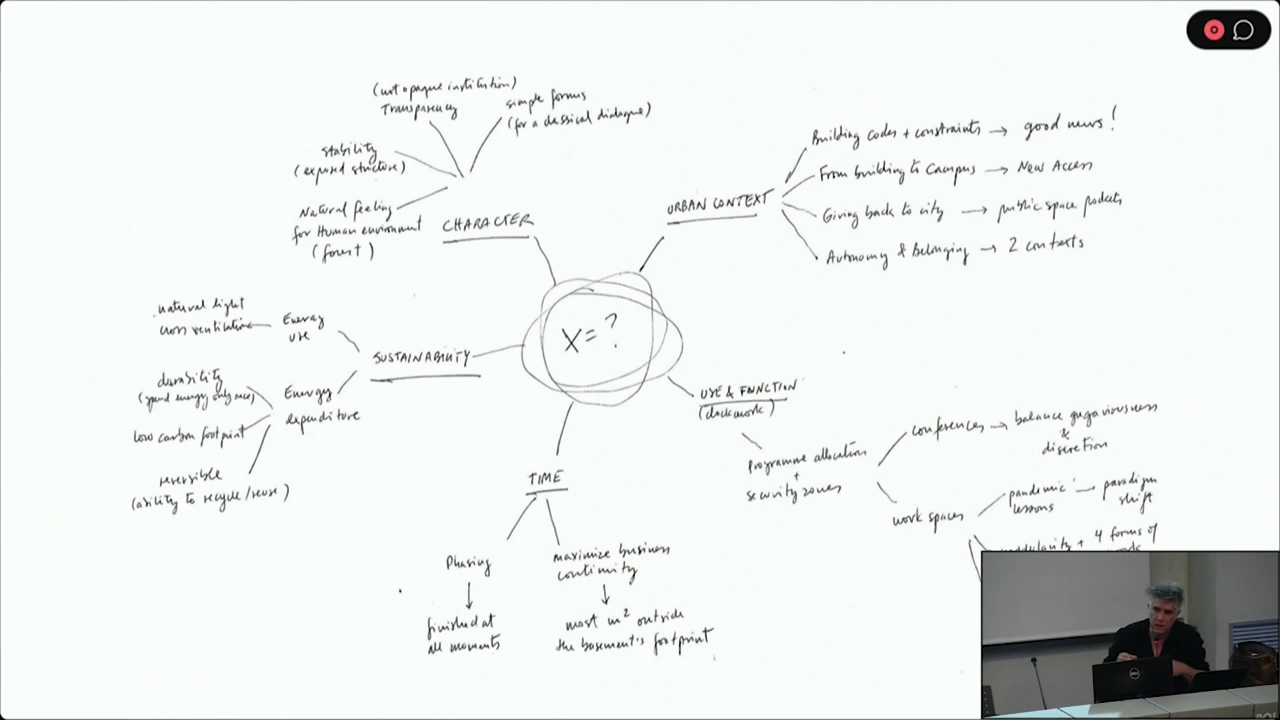 (not opaque institution)
Transparency
simple forms
(for a classical dialogue)
stability
(exposed structure)
Natural feeling
for Human environment
(forest)
CHARACTER
URBAN CONTEXT
Building codes + constraints → good news!
From building to Campus → New Access
Giving back to city → public space pockets
Autonomy & Belonging → 2 contexts
X = ?
natural light
cross ventilation
Energy
use
SUSTAINABILITY
durability
(spend energy only once)
low carbon footprint
reversible
(ability to recycle/reuse)
Energy
expenditure
USE & FUNCTION
(clockwork)
Programme allocation
+
security zones
conferences → balance gregariousness
&
discretion
work spaces
pandemic
lessons
→ paradigm
shift
modularity + 4 forms of
TIME
Phasing
finished at
all moments
maximize business
continuity
most m² outside
the basement's footprint
DELL